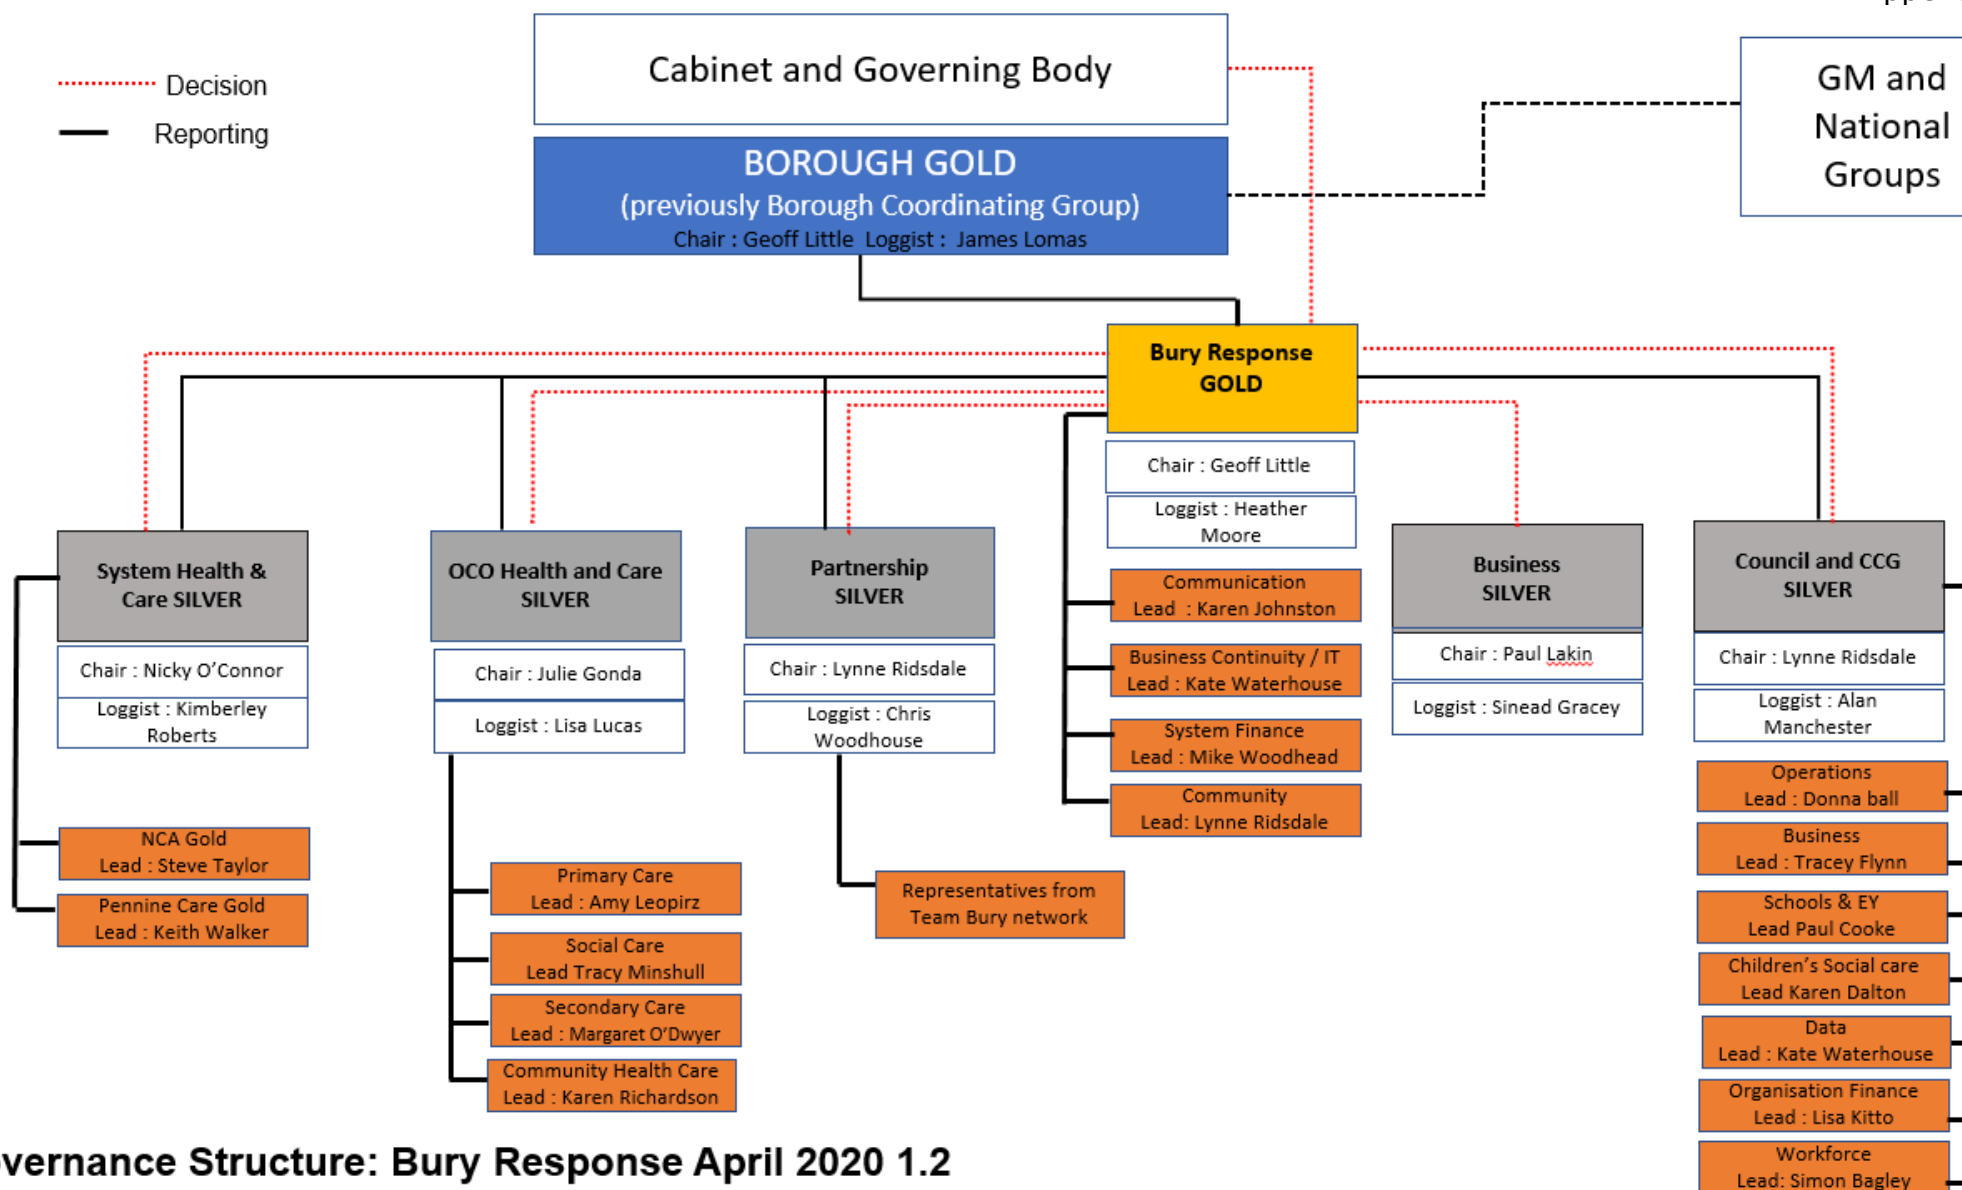 Decision
Reporting
Cabinet and Governing Body
BOROUGH GOLD
(previously Borough Coordinating Group)
Chair : Geoff Little Loggist : James Lomas
GM and
National
Groups
Bury Response
GOLD
Chair : Geoff Little
Loggist : Heather
Moore
Communication
Lead : Karen Johnston
Business Continuity / IT
Lead : Kate Waterhouse
System Finance
Lead : Mike Woodhead
Community
Lead: Lynne Ridsdale
System Health &
Care SILVER
Chair : Nicky O'Connor
Loggist : Kimberley
Roberts
NCA Gold
Lead : Steve Taylor
Pennine Care Gold
Lead : Keith Walker
OCO Health and Care
SILVER
Chair : Julie Gonda
Loggist : Lisa Lucas
Primary Care
Lead : Amy Leopirz
Social Care
Lead Tracy Minshull
Secondary Care
Lead : Margaret O'Dwyer
Community Health Care
Lead : Karen Richardson
Partnership
SILVER
Chair : Lynne Ridsdale
Loggist : Chris
Woodhouse
Representatives from
Team Bury network
Business
SILVER
Chair : Paul Lakin
Loggist : Sinead Gracey
Council and CCG
SILVER
Chair : Lynne Ridsdale
Loggist : Alan
Manchester
Operations
Lead : Donna ball
Business
Lead : Tracey Flynn
Schools & EY
Lead Paul Cooke
Children's Social care
Lead Karen Dalton
Data
Lead : Kate Waterhouse
Organisation Finance
Lead : Lisa Kitto
Workforce
Lead: Simon Bagley
vernance Structure: Bury Response April 2020 1.2